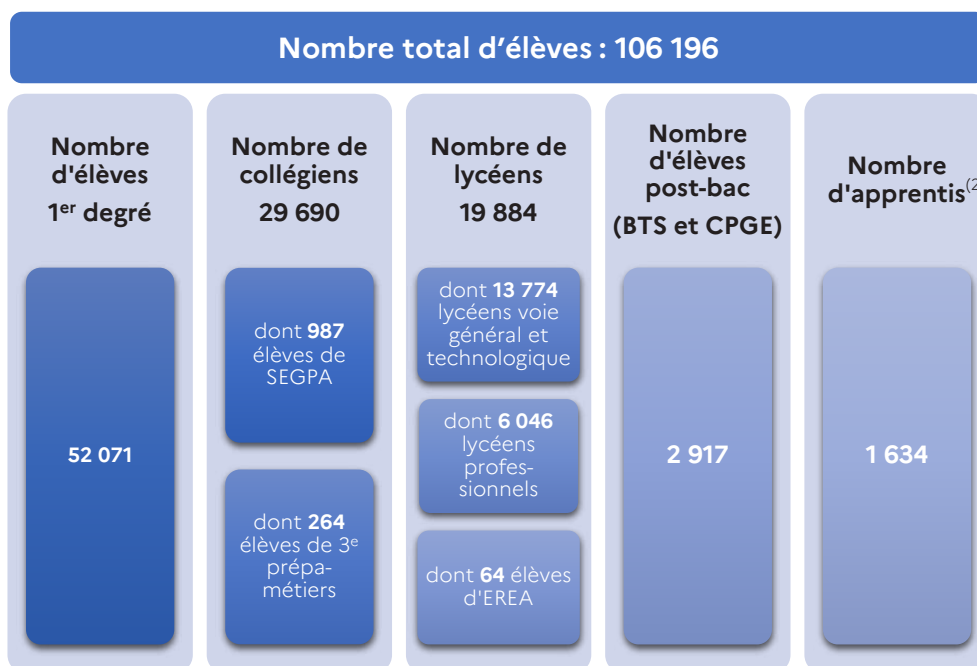 Nombre total d’élèves : 106 196
Nombre
d'élèves
1er degré
52 071
Nombre de
collégiens
29 690
dont 987
élèves de
SEGPA
dont 264
élèves de 3e
prépa-
métiers
Nombre de
lycéens
19 884
dont 13 774
lycéens voie
général et
technologique
dont 6 046
lycéens
profes-
sionnels
dont 64 élèves
d'EREA
Nombre
d'élèves
post-bac
(BTS et CPGE)
2 917
Nombre
d'apprentis(2
1 634